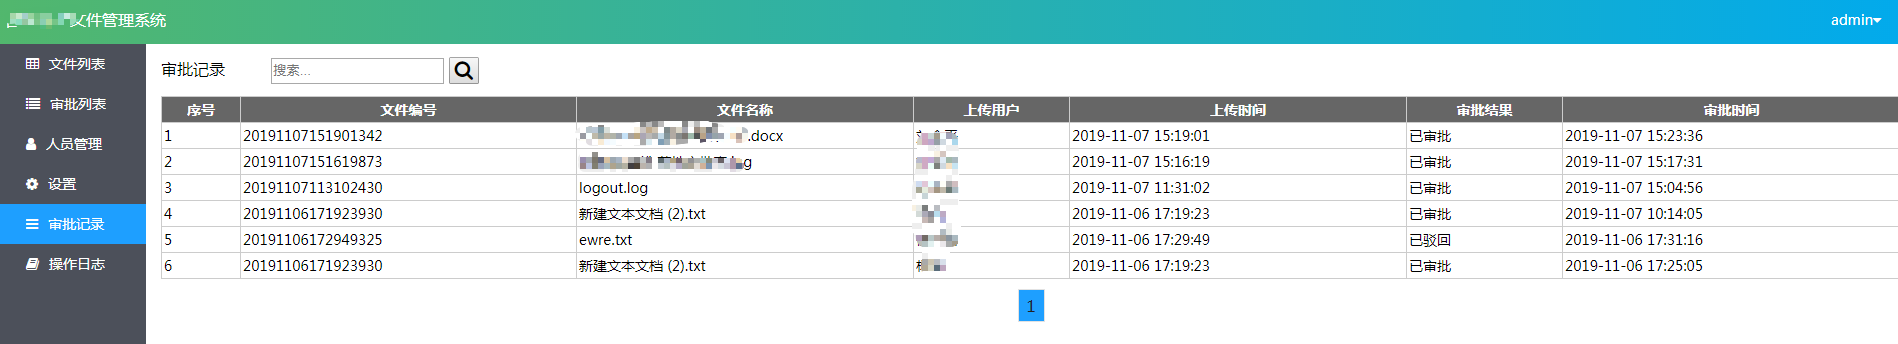 文件管理系统 admin
文件列表
审批列表
人员管理
设置
审批记录
操作日志
审批记录 搜索...
序号 文件编号 文件名称 上传用户 上传时间 审批结果 审批时间
1 20191107151901342 .docx 2019-11-07 15:19:01 已审批 2019-11-07 15:23:36
2 20191107151619873 2019-11-07 15:16:19 已审批 2019-11-07 15:17:31
3 20191107113102430 logout.log 2019-11-07 11:31:02 已审批 2019-11-07 15:04:56
4 20191106171923930 新建文本文档 (2).txt 2019-11-06 17:19:23 已审批 2019-11-07 10:14:05
5 20191106172949325 ewre.txt 2019-11-06 17:29:49 已驳回 2019-11-06 17:31:16
6 20191106171923930 新建文本文档 (2).txt 2019-11-06 17:19:23 已审批 2019-11-06 17:25:05
1